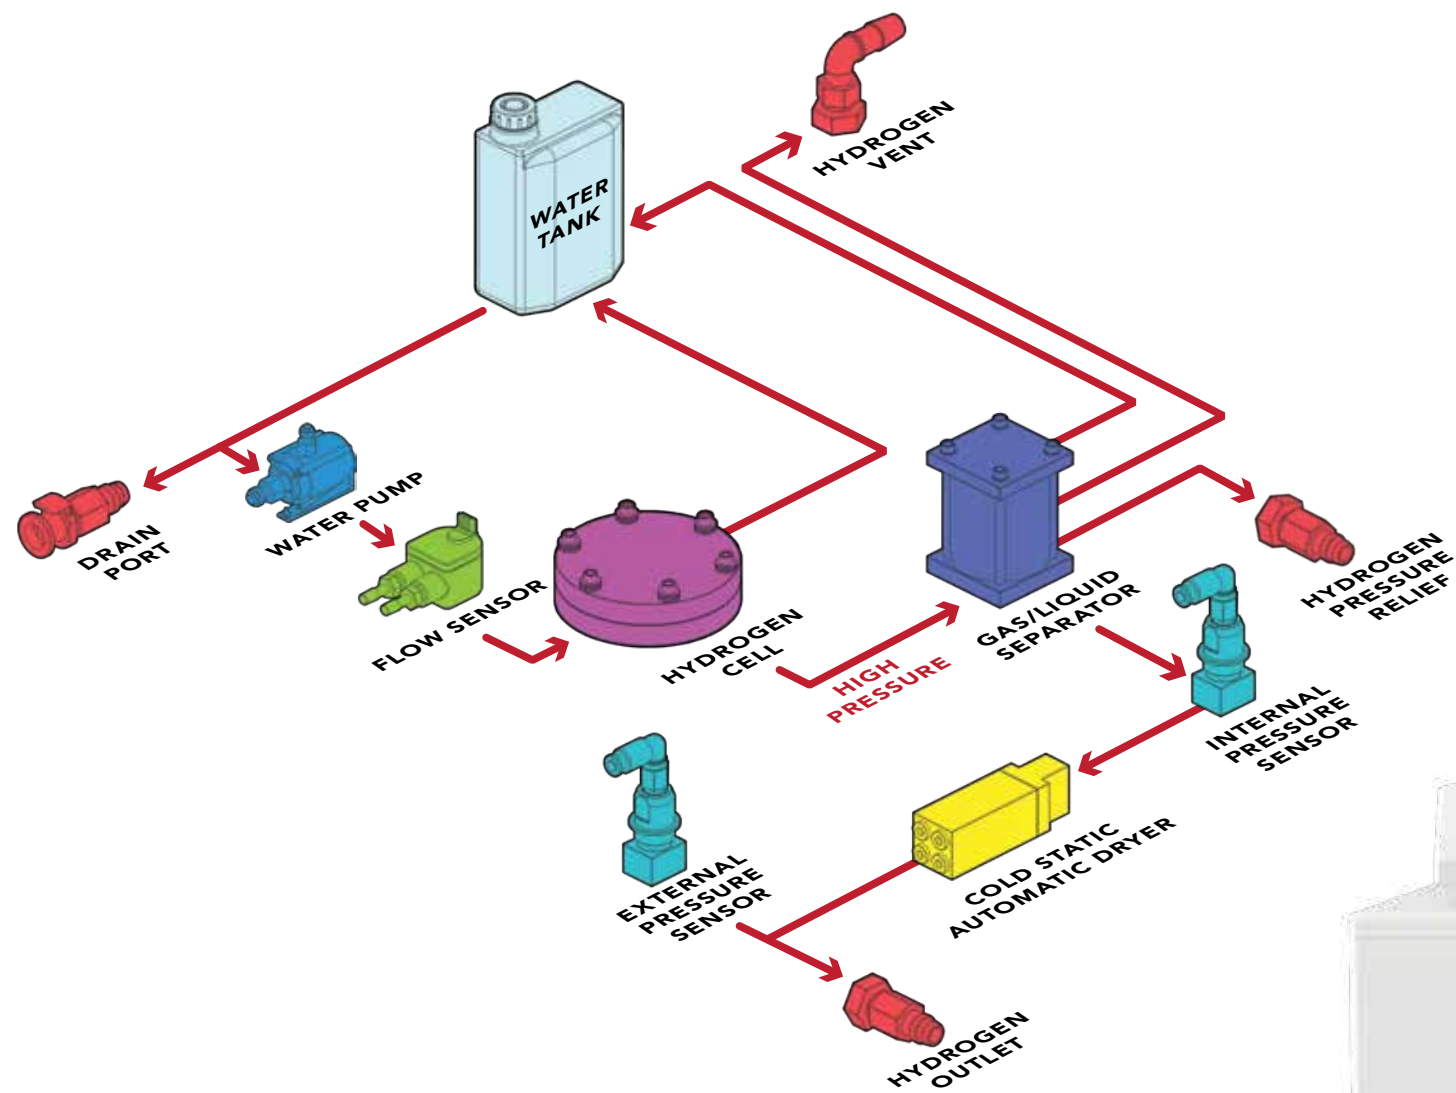 HYDROGEN
VENT
WATER
TANK
DRAIN
PORT
WATER PUMP
FLOW SENSOR
HYDROGEN
CELL
HIGH
PRESSURE
GAS/LIQUID
SEPARATOR
HYDROGEN
PRESSURE
RELIEF
INTERNAL
PRESSURE
SENSOR
EXTERNAL
PRESSURE
SENSOR
COLD STATIC
AUTOMATIC DRYER
HYDROGEN
OUTLET